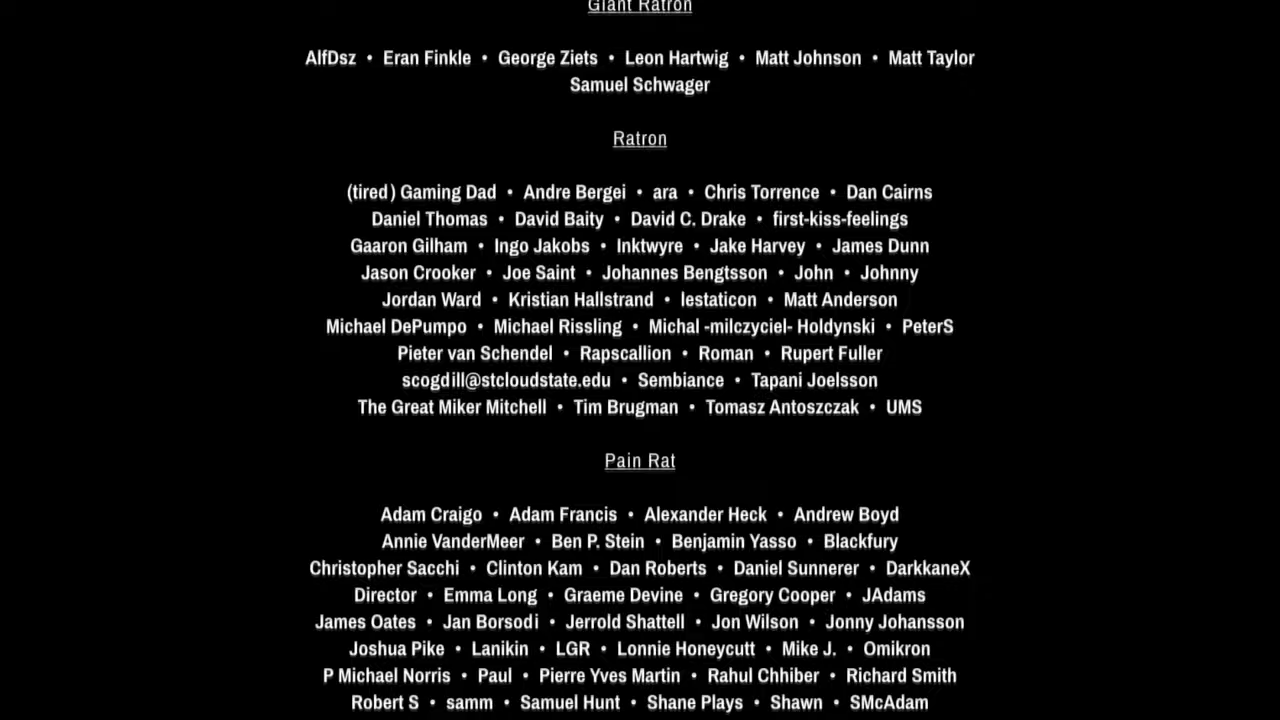 Giant Ratron
AlfDsz • Eran Finkle • George Ziets • Leon Hartwig • Matt Johnson • Matt Taylor
Samuel Schwager
Ratron
(tired) Gaming Dad • Andre Bergei • ara • Chris Torrence • Dan Cairns
Daniel Thomas • David Baity • David C. Drake • first-kiss-feelings
Gaaron Gilham • Ingo Jakobs • Inktwyre • Jake Harvey • James Dunn
Jason Crooker • Joe Saint • Johannes Bengtsson • John • Johnny
Jordan Ward • Kristian Hallstrand • lestaticon • Matt Anderson
Michael DePumpo • Michael Rissling • Michal -milczyciel- Holdynski • PeterS
Pieter van Schendel • Rapscallion • Roman • Rupert Fuller
scogdill@stcloudstate.edu • Sembiance • Tapani Joelsson
The Great Miker Mitchell • Tim Brugman • Tomasz Antoszczak • UMS
Pain Rat
Adam Craigo • Adam Francis • Alexander Heck • Andrew Boyd
Annie VanderMeer • Ben P. Stein • Benjamin Yasso • Blackfury
Christopher Sacchi • Clinton Kam • Dan Roberts • Daniel Sunnerer • DarkkaneX
Director • Emma Long • Graeme Devine • Gregory Cooper • JAdams
James Oates • Jan Borsodi • Jerrold Shattell • Jon Wilson • Jonny Johansson
Joshua Pike • Lanikin • LGR • Lonnie Honeycutt • Mike J. • Omikron
P Michael Norris • Paul • Pierre Yves Martin • Rahul Chhiber • Richard Smith
Robert S • samm • Samuel Hunt • Shane Plays • Shawn • SMcAdam